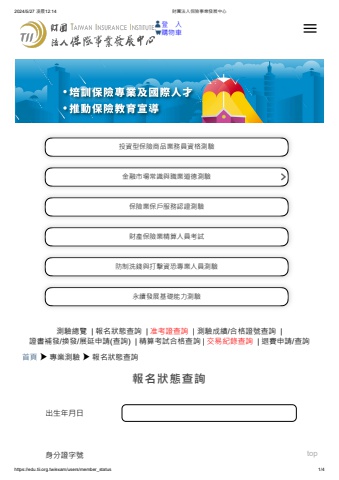 2024/5/27 凌晨12:14 財團法人保險事業發展中心
TII 財團法人保險事業發展中心 TAIWAN INSURANCE INSTITUTE
登 入
購物車
•培訓保險專業及國際人才
•推動保險教育宣導
投資型保險商品業務員資格測驗
金融市場常識與職業道德測驗
保險業保戶服務認證測驗
財產保險業精算人員考試
防制洗錢與打擊資恐專業人員測驗
永續發展基礎能力測驗
測驗總覽 | 報名狀態查詢 | 准考證查詢 | 測驗成績/合格證號查詢 |
證書補發/換發/展延申請(查詢) | 精算考試合格查詢 | 交易紀錄查詢 | 退費申請/查詢
首頁 ➤ 專業測驗 ➤ 報名狀態查詢
報名狀態查詢
出生年月日
身分證字號
top
https://edu.tii.org.tw/exam/users/member_status 1/4